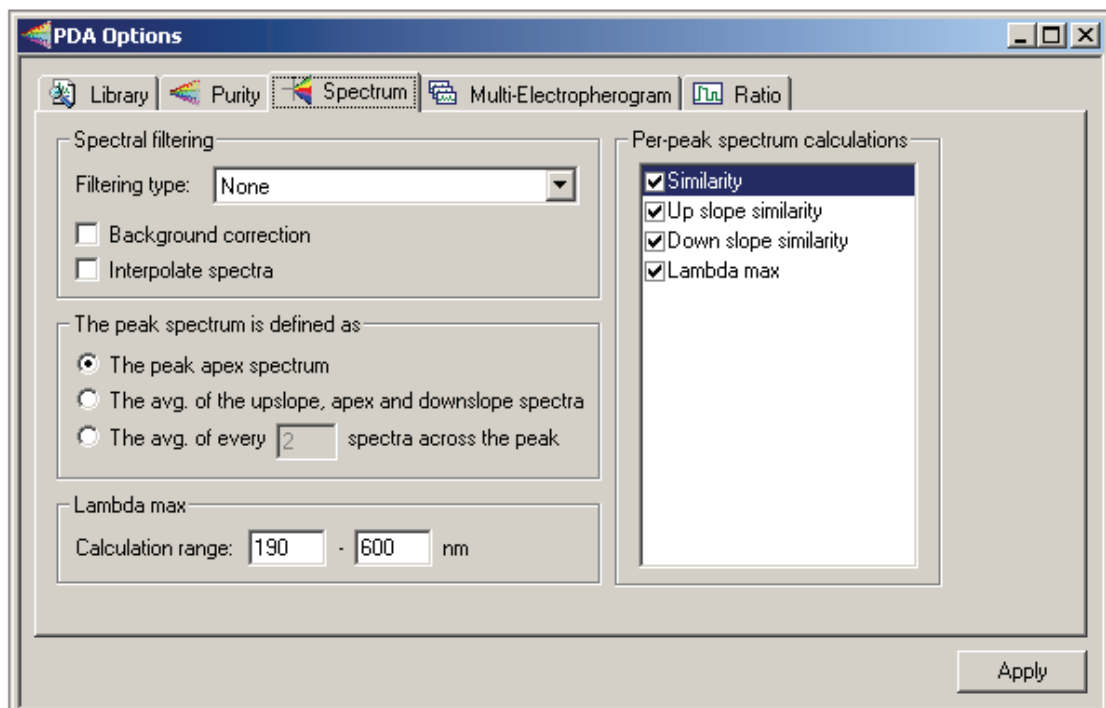 PDA Options
Library Purity Spectrum Multi-Electropherogram Ratio
Spectral filtering
Filtering type: None
Background correction
Interpolate spectra
The peak spectrum is defined as
The peak apex spectrum
The avg. of the upslope, apex and downslope spectra
The avg. of every 2 spectra across the peak
Lambda max
Calculation range: 190 - 600 nm
Per-peak spectrum calculations
Similarity
Up slope similarity
Down slope similarity
Lambda max
Apply